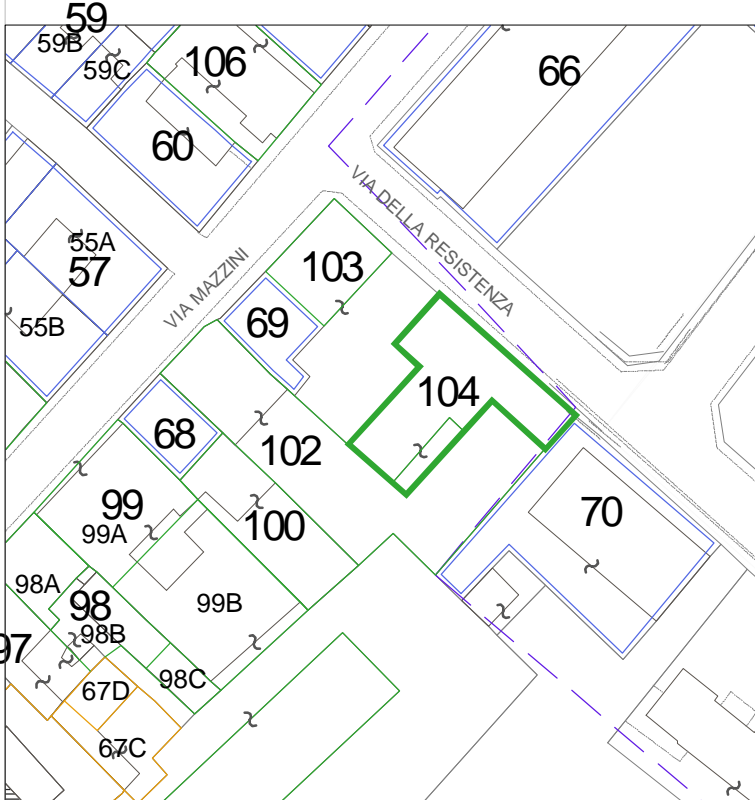 59
59B
59C
106
66
60
VIA DELLA RESISTENZA
55A
57
103
VIA MAZZINI
69
55B
104
68
102
99
99A
100
70
98A
98
99B
98B
97
98C
67D
67C